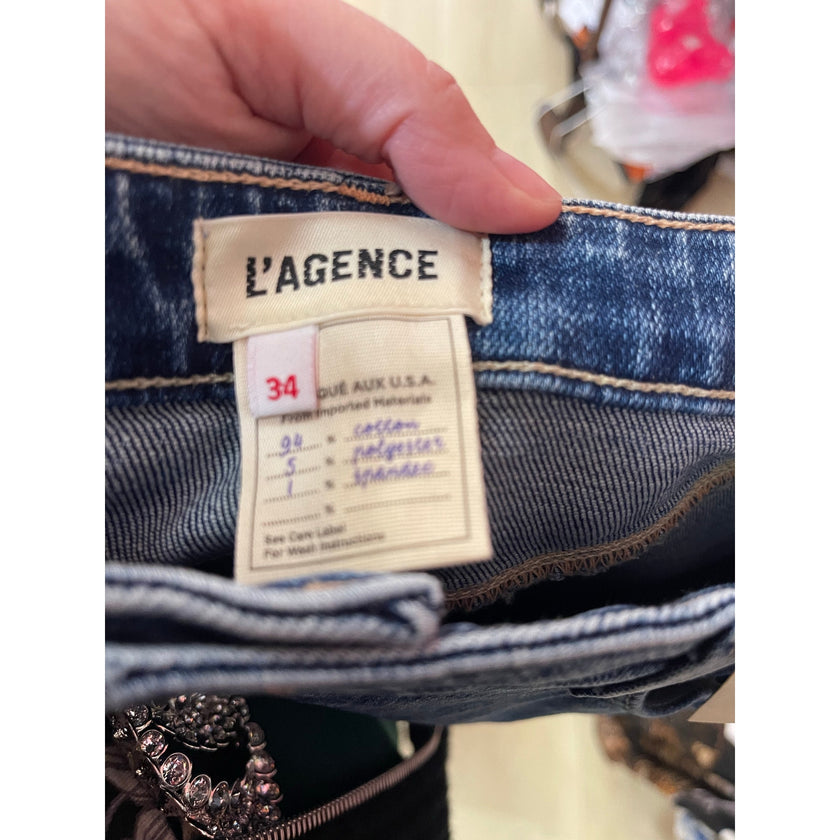 L'AGENCE
34
QUÉ AUX U.S.A.
From Imported Materials
94 % cotton
5 % polyester
1 % spandex
%
See Care Label
For Wash Instructions